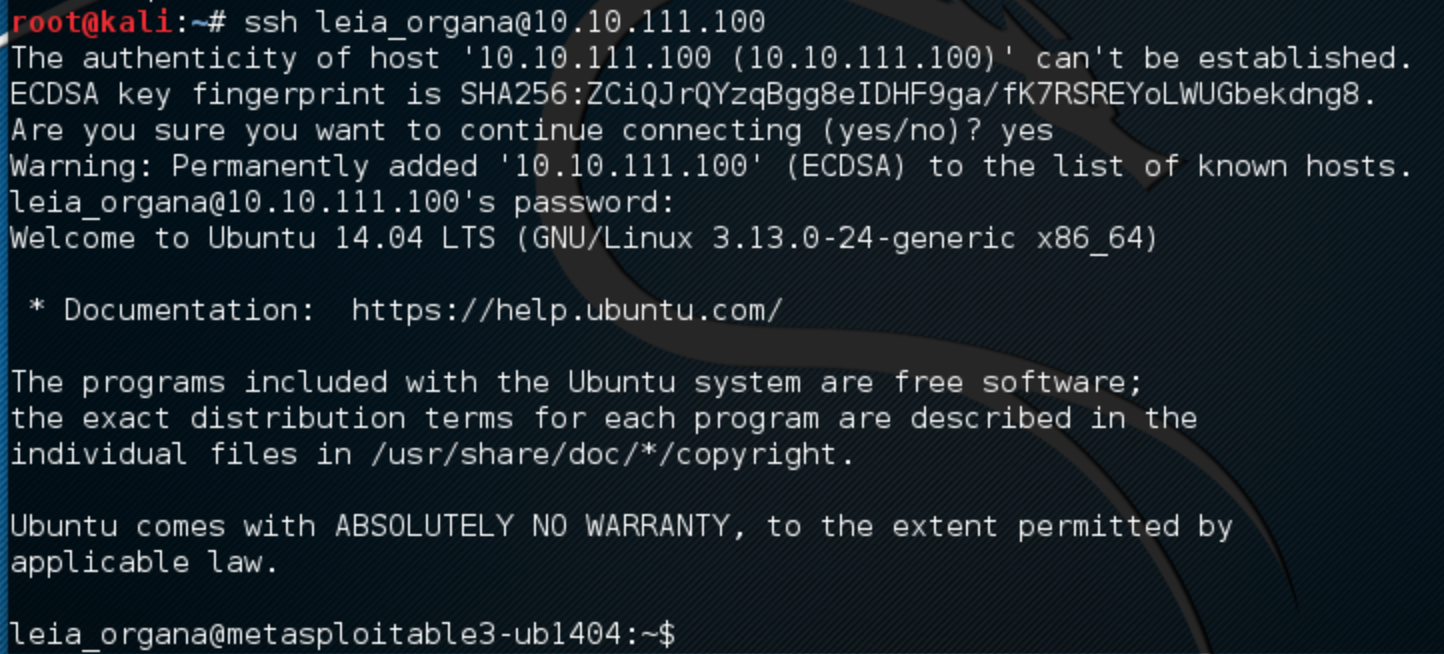 root@kali:~# ssh leia_organa@10.10.111.100
The authenticity of host '10.10.111.100 (10.10.111.100)' can't be established.
ECDSA key fingerprint is SHA256:ZCiQJrQYzqBgg8eIDHF9ga/fK7RSREYoLWUGbekdng8.
Are you sure you want to continue connecting (yes/no)? yes
Warning: Permanently added '10.10.111.100' (ECDSA) to the list of known hosts.
leia_organa@10.10.111.100's password:
Welcome to Ubuntu 14.04 LTS (GNU/Linux 3.13.0-24-generic x86_64)
* Documentation:  https://help.ubuntu.com/
The programs included with the Ubuntu system are free software;
the exact distribution terms for each program are described in the
individual files in /usr/share/doc/*/copyright.
Ubuntu comes with ABSOLUTELY NO WARRANTY, to the extent permitted by
applicable law.
leia_organa@metasploitable3-ub1404:~$